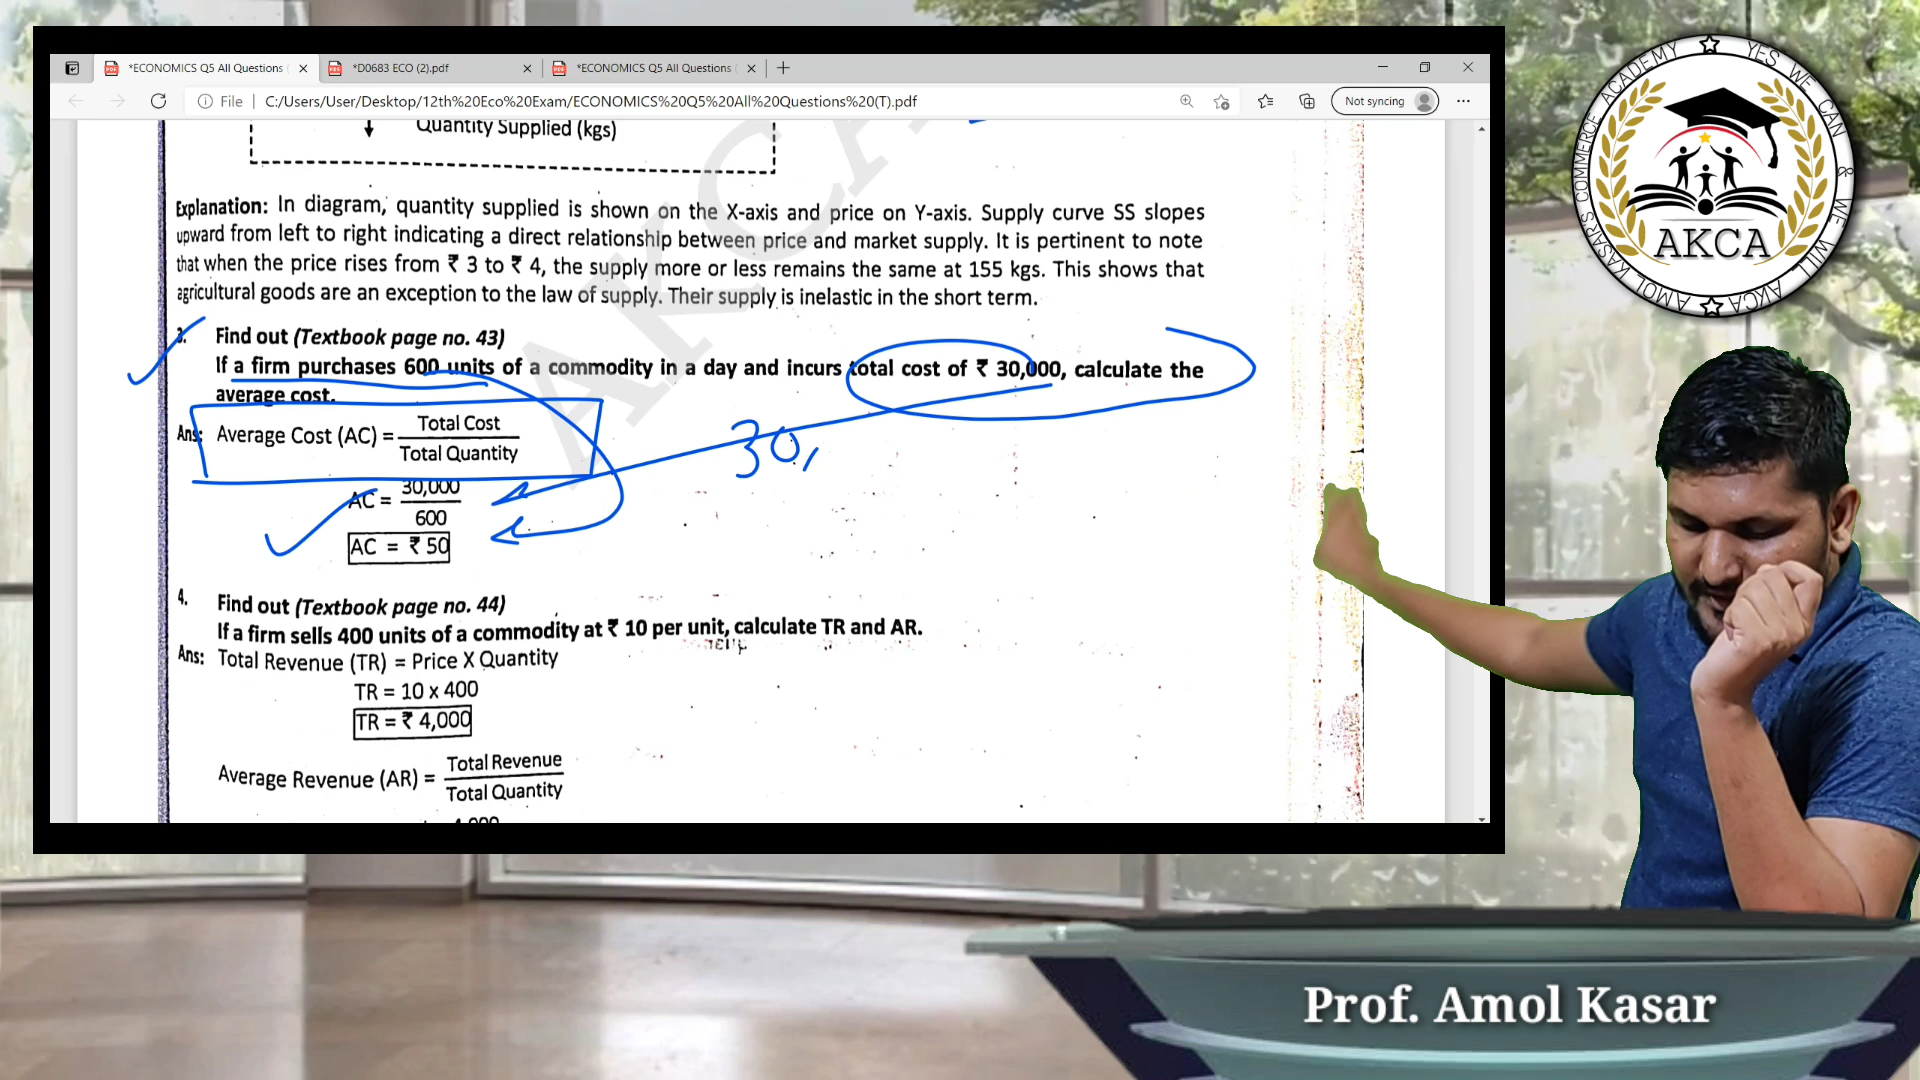 *ECONOMICS Q5 All Questions
*D0683 ECO (2).pdf
*ECONOMICS Q5 All Questions
File | C:/Users/User/Desktop/12th%20Eco%20Exam/ECONOMICS%20Q5%20All%20Questions%20(T).pdf
Not syncing
Quantity Supplied (kgs)
Explanation: In diagram, quantity supplied is shown on the X-axis and price on Y-axis. Supply curve SS slopes
upward from left to right indicating a direct relationship between price and market supply. It is pertinent to note
that when the price rises from ₹ 3 to ₹ 4, the supply more or less remains the same at 155 kgs. This shows that
agricultural goods are an exception to the law of supply. Their supply is inelastic in the short term.
3. Find out (Textbook page no. 43)
If a firm purchases 600 units of a commodity in a day and incurs total cost of ₹ 30,000, calculate the
average cost.
Ans: Average Cost (AC) = Total Cost
Total Quantity
30,
AC = 30,000
600
AC = ₹ 50
4. Find out (Textbook page no. 44)
If a firm sells 400 units of a commodity at ₹ 10 per unit, calculate TR and AR.
Ans: Total Revenue (TR) = Price X Quantity
TR = 10 x 400
TR = ₹ 4,000
Average Revenue (AR) = Total Revenue
Total Quantity
AKCA
AMOL KASAR'S COMMERCE ACADEMY
YES WE CAN & WE WILL
AKCA
Prof. Amol Kasar